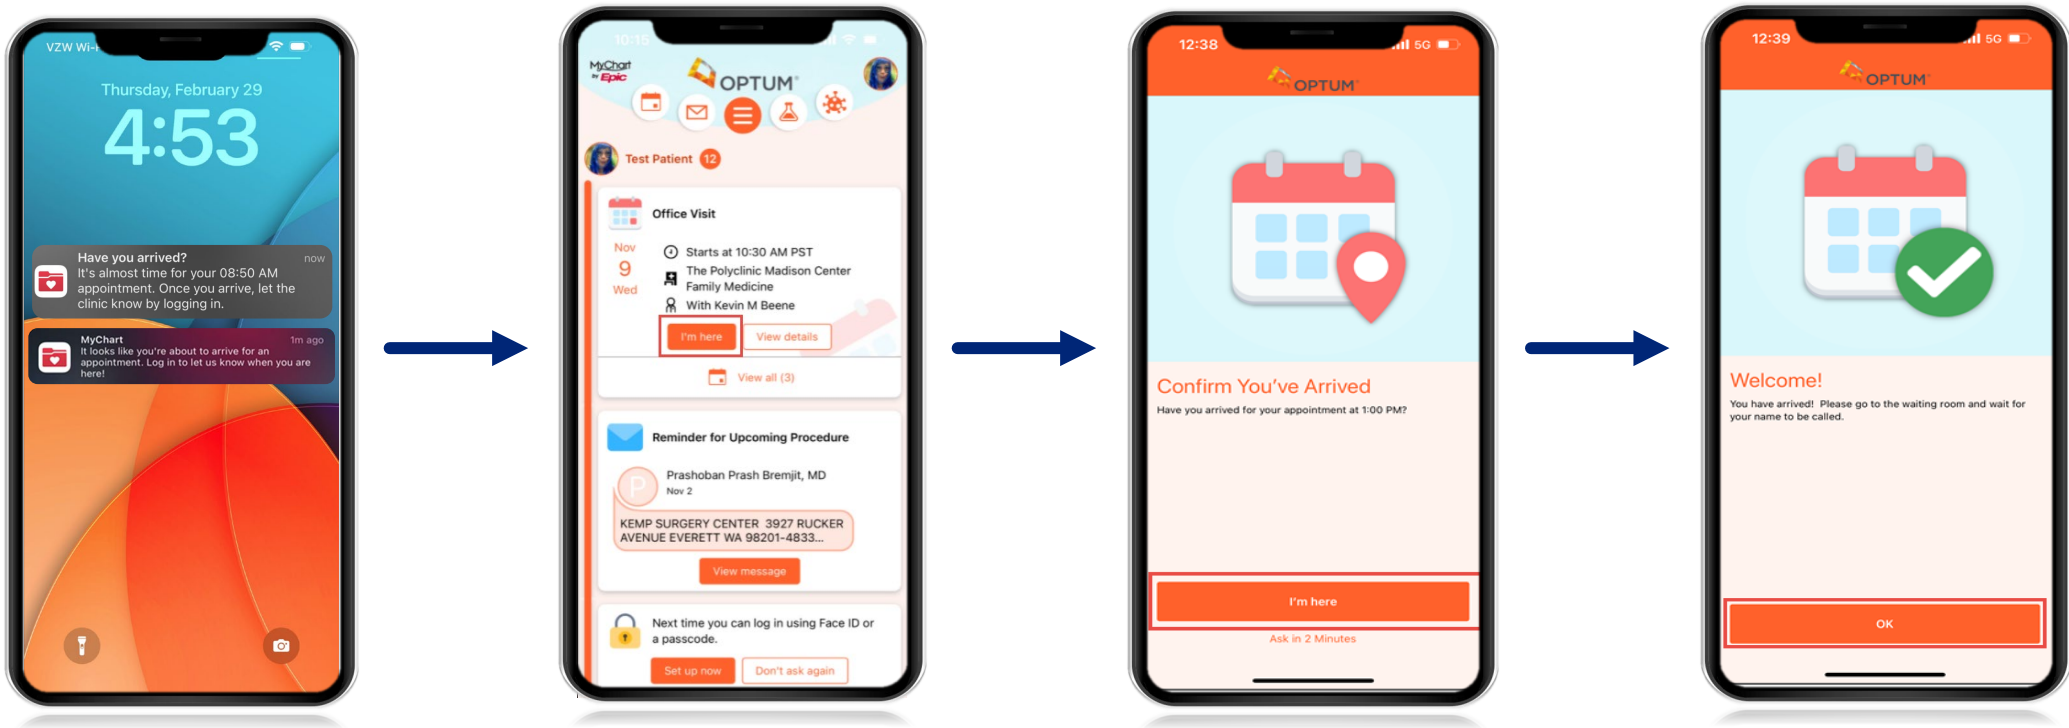 VZW Wi-
Thursday, February 29
4:53
Have you arrived?
now
It's almost time for your 08:50 AM
appointment. Once you arrive, let the
clinic know by logging in.
MyChart
1m ago
It looks like you're about to arrive for an
appointment. Log in to let us know when you are
here!
10:15
MyChart
by Epic
OPTUM
Test Patient 12
Office Visit
Nov
9
Wed
Starts at 10:30 AM PST
The Polyclinic Madison Center
Family Medicine
With Kevin M Beene
I'm here
View details
View all (3)
Reminder for Upcoming Procedure
P
Prashoban Prash Bremjit, MD
Nov 2
KEMP SURGERY CENTER 3927 RUCKER
AVENUE EVERETT WA 98201-4833...
View message
Next time you can log in using Face ID or
a passcode.
Set up now
Don't ask again
12:38
5G
OPTUM
Confirm You've Arrived
Have you arrived for your appointment at 1:00 PM?
I'm here
Ask in 2 Minutes
12:39
5G
OPTUM
Welcome!
You have arrived! Please go to the waiting room and wait for
your name to be called.
OK